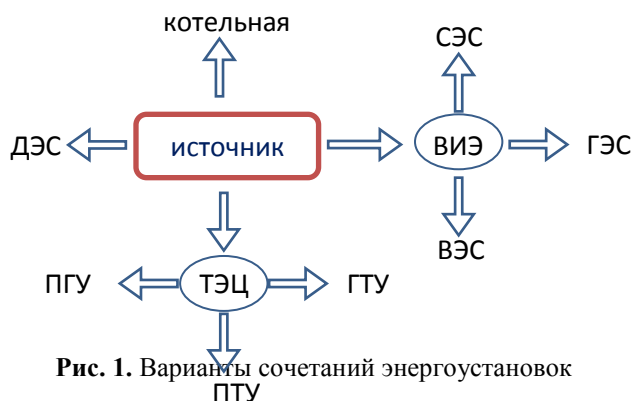 котельная
СЭС
ДЭС
источник
ВИЭ
ГЭС
ВЭС
ПГУ
ТЭЦ
ГТУ
Рис. 1. Варианты сочетаний энергоустановок
ПТУ